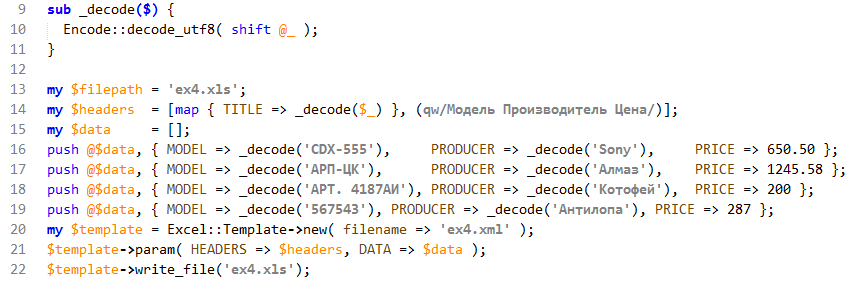 9 sub _decode($) {
10   Encode::decode_utf8( shift @_ );
11 }
12
13 my $filepath = 'ex4.xls';
14 my $headers  = [map { TITLE => _decode($_) }, (qw/Модель Производитель Цена/)];
15 my $data     = [];
16 push @$data, { MODEL => _decode('CDX-555'),     PRODUCER => _decode('Sony'),     PRICE => 650.50 };
17 push @$data, { MODEL => _decode('АРП-ЦК'),      PRODUCER => _decode('Алмаз'),    PRICE => 1245.58 };
18 push @$data, { MODEL => _decode('АРТ. 4187АИ'), PRODUCER => _decode('Котофей'),  PRICE => 200 };
19 push @$data, { MODEL => _decode('567543'), PRODUCER => _decode('Антилопа'), PRICE => 287 };
20 my $template = Excel::Template->new( filename => 'ex4.xml' );
21 $template->param( HEADERS => $headers, DATA => $data );
22 $template->write_file('ex4.xls');